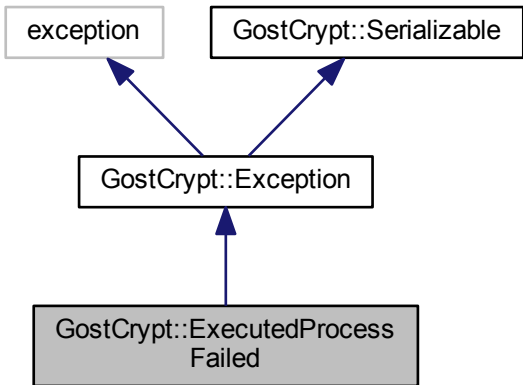 exception
GostCrypt::Serializable
GostCrypt::Exception
GostCrypt::ExecutedProcess
Failed